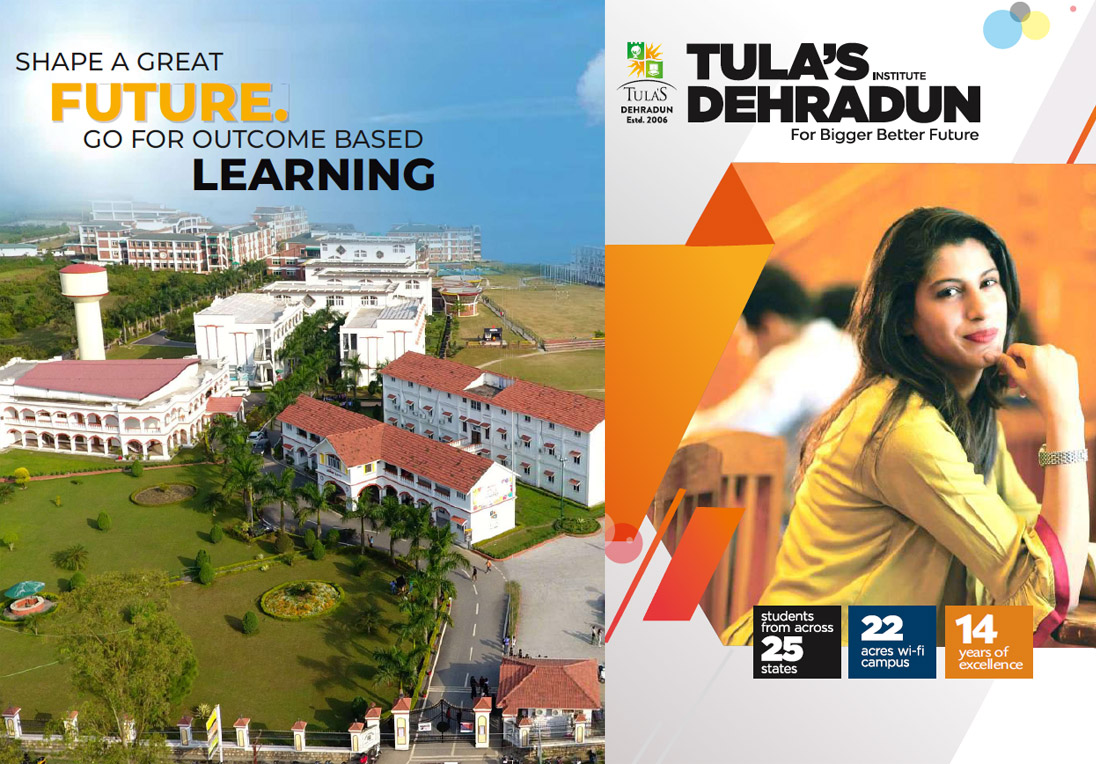 SHAPE A GREAT
FUTURE.
GO FOR OUTCOME BASED
LEARNING
TULA'S
DEHRADUN
Estd. 2006
TULA'S INSTITUTE
DEHRADUN
For Bigger Better Future
students
from across
25
states
22
acres wi-fi
campus
14
years of
excellence